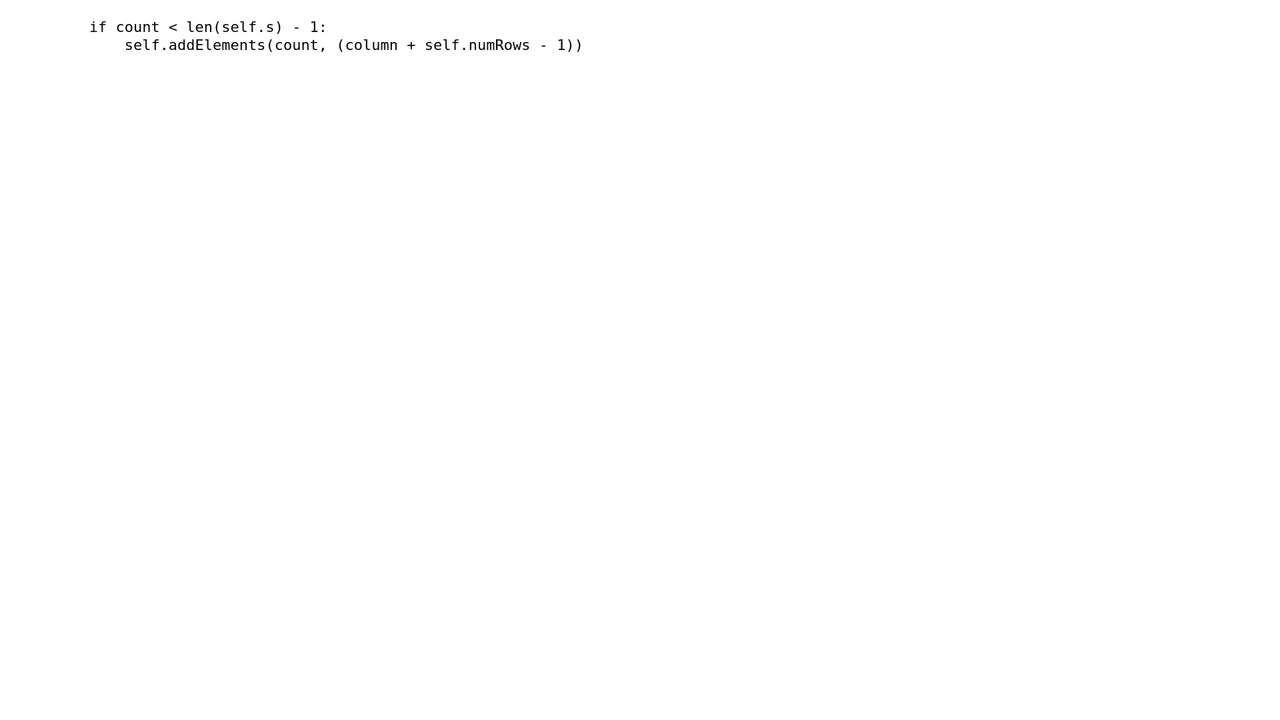 if count < len(self.s) - 1:
    self.addElements(count, (column + self.numRows - 1))